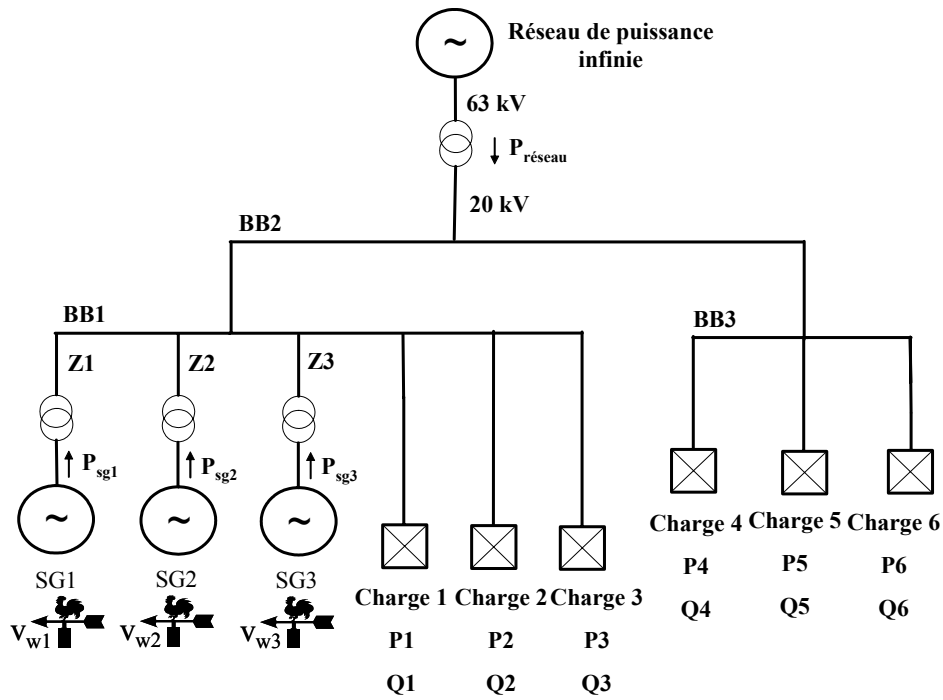 Réseau de puissance
infinie
63 kV
P réseau
20 kV
BB2
BB1
BB3
Z1 Z2 Z3
P sg1 P sg2 P sg3
~
~ ~ ~
Charge 4 Charge 5 Charge 6
P4 P5 P6
Q4 Q5 Q6
SG1 SG2 SG3
V w1 V w2 V w3
Charge 1 Charge 2 Charge 3
P1 P2 P3
Q1 Q2 Q3